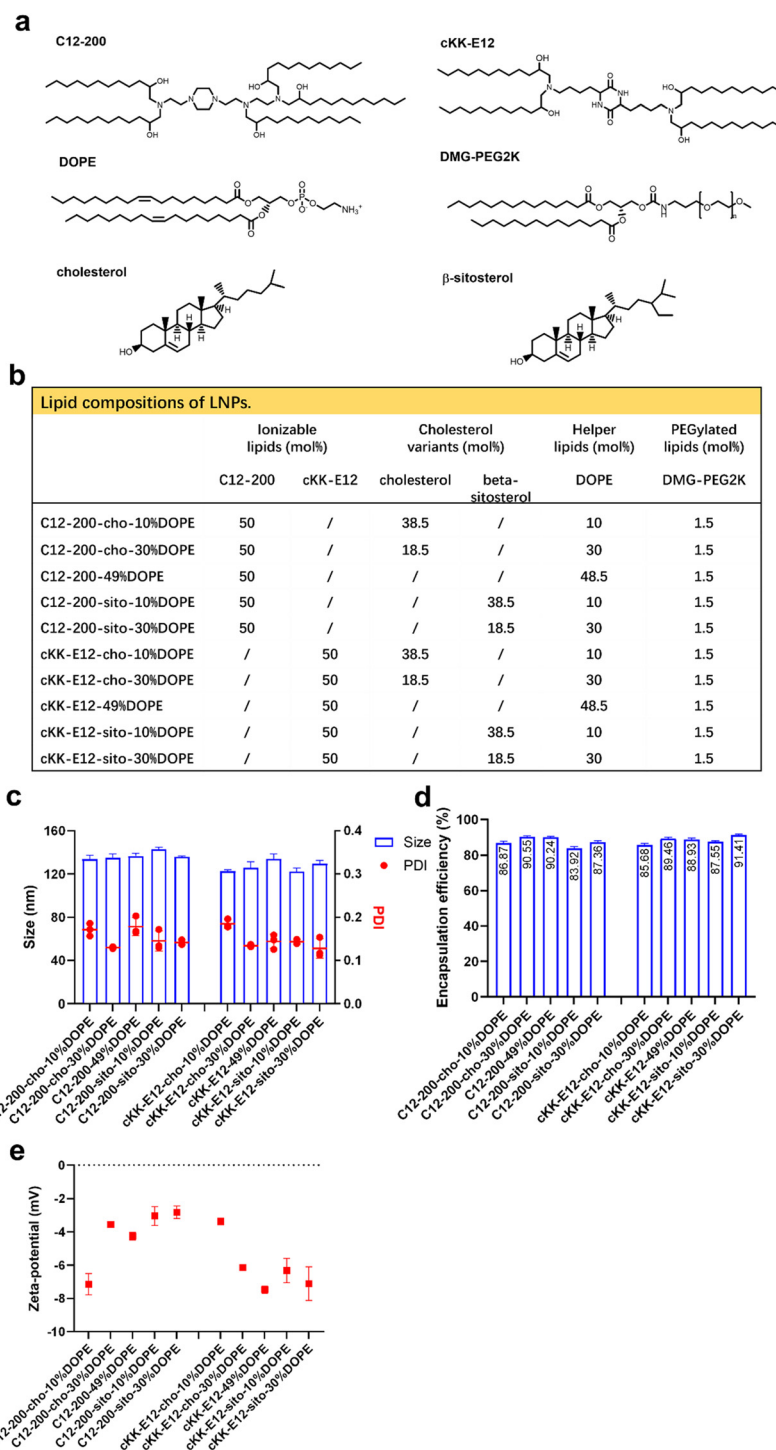 a
C12-200
cKK-E12
OH OH OH N N N N N OH OH
OH O N HN NH O OH N OH OH
DOPE
DMG-PEG2K
O O O O P O O- O NH3+ O O
O O O O N H O O n O O
cholesterol
β-sitosterol
H H H H HO
H H H H HO
b
Lipid compositions of LNPs.
Ionizable lipids (mol%) Cholesterol variants (mol%) Helper lipids (mol%) PEGylated lipids (mol%)
C12-200 cKK-E12 cholesterol beta-sitosterol DOPE DMG-PEG2K
C12-200-cho-10%DOPE 50 / 38.5 / 10 1.5
C12-200-cho-30%DOPE 50 / 18.5 / 30 1.5
C12-200-49%DOPE 50 / / / 48.5 1.5
C12-200-sito-10%DOPE 50 / / 38.5 10 1.5
C12-200-sito-30%DOPE 50 / / 18.5 30 1.5
cKK-E12-cho-10%DOPE / 50 38.5 / 10 1.5
cKK-E12-cho-30%DOPE / 50 18.5 / 30 1.5
cKK-E12-49%DOPE / 50 / / 48.5 1.5
cKK-E12-sito-10%DOPE / 50 / 38.5 10 1.5
cKK-E12-sito-30%DOPE / 50 / 18.5 30 1.5
c
160 120 80 40 0
Size (nm)
0.4 0.3 0.2 0.1 0.0
PDI
Size
PDI
C12-200-cho-30%DOPE
C12-200-49%DOPE
C12-200-sito-10%DOPE
C12-200-sito-30%DOPE
cKK-E12-cho-10%DOPE
cKK-E12-cho-30%DOPE
cKK-E12-49%DOPE
cKK-E12-sito-10%DOPE
cKK-E12-sito-30%DOPE
d
100 80 60 40 20 0
Encapsulation efficiency (%)
86.87 90.55 90.24 83.92 87.36 85.68 89.46 88.93 87.55 91.41
C12-200-cho-10%DOPE
C12-200-cho-30%DOPE
C12-200-49%DOPE
C12-200-sito-10%DOPE
C12-200-sito-30%DOPE
cKK-E12-cho-10%DOPE
cKK-E12-cho-30%DOPE
cKK-E12-49%DOPE
cKK-E12-sito-10%DOPE
cKK-E12-sito-30%DOPE
e
0 -2 -4 -6 -8 -10
Zeta-potential (mV)
C12-200-cho-30%DOPE
C12-200-49%DOPE
C12-200-sito-10%DOPE
C12-200-sito-30%DOPE
cKK-E12-cho-10%DOPE
cKK-E12-cho-30%DOPE
cKK-E12-49%DOPE
cKK-E12-sito-10%DOPE
cKK-E12-sito-30%DOPE